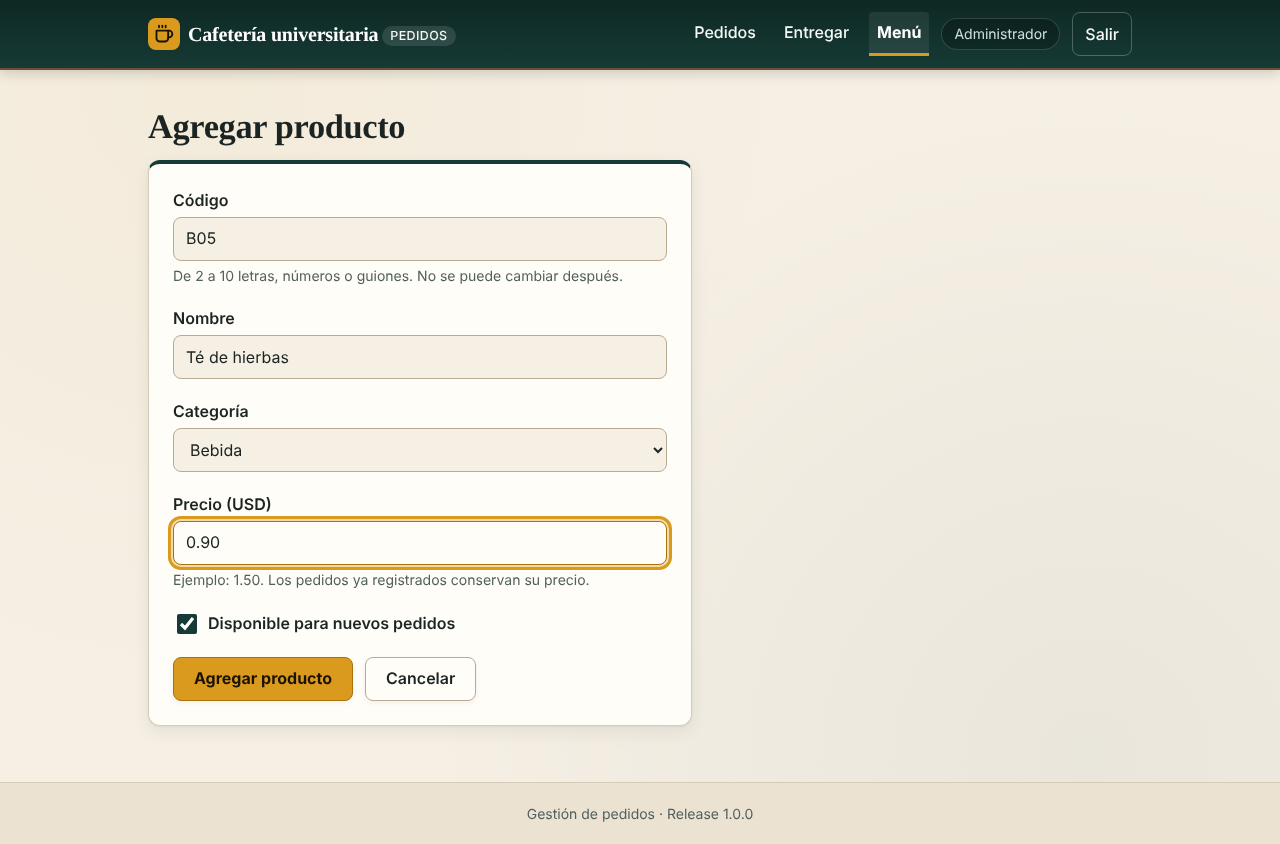 Cafetería universitaria PEDIDOS
Pedidos Entregar Menú Administrador Salir
Agregar producto
Código
B05
De 2 a 10 letras, números o guiones. No se puede cambiar después.
Nombre
Té de hierbas
Categoría
Bebida
Precio (USD)
0.90
Ejemplo: 1.50. Los pedidos ya registrados conservan su precio.
Disponible para nuevos pedidos
Agregar producto Cancelar
Gestión de pedidos · Release 1.0.0